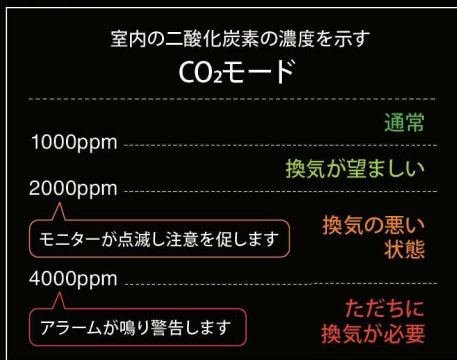 室内の二酸化炭素の濃度を示す
CO₂モード
通常
1000ppm
換気が望ましい
2000ppm
モニターが点滅し注意を促します
換気の悪い
状態
4000ppm
アラームが鳴り警告します
ただちに
換気が必要